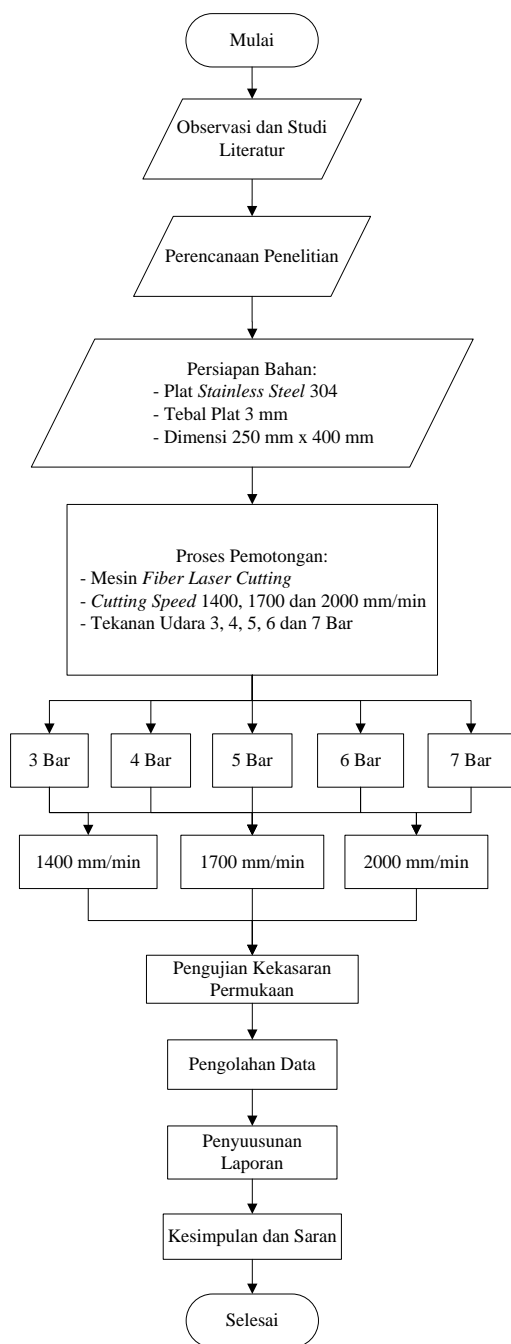 Mulai
Observasi dan Studi
Literatur
Perencanaan Penelitian
Persiapan Bahan:
- Plat Stainless Steel 304
- Tebal Plat 3 mm
- Dimensi 250 mm x 400 mm
Proses Pemotongan:
- Mesin Fiber Laser Cutting
- Cutting Speed 1400, 1700 dan 2000 mm/min
- Tekanan Udara 3, 4, 5, 6 dan 7 Bar
3 Bar
4 Bar
5 Bar
6 Bar
7 Bar
1400 mm/min
1700 mm/min
2000 mm/min
Pengujian Kekasaran
Permukaan
Pengolahan Data
Penyuusunan
Laporan
Kesimpulan dan Saran
Selesai